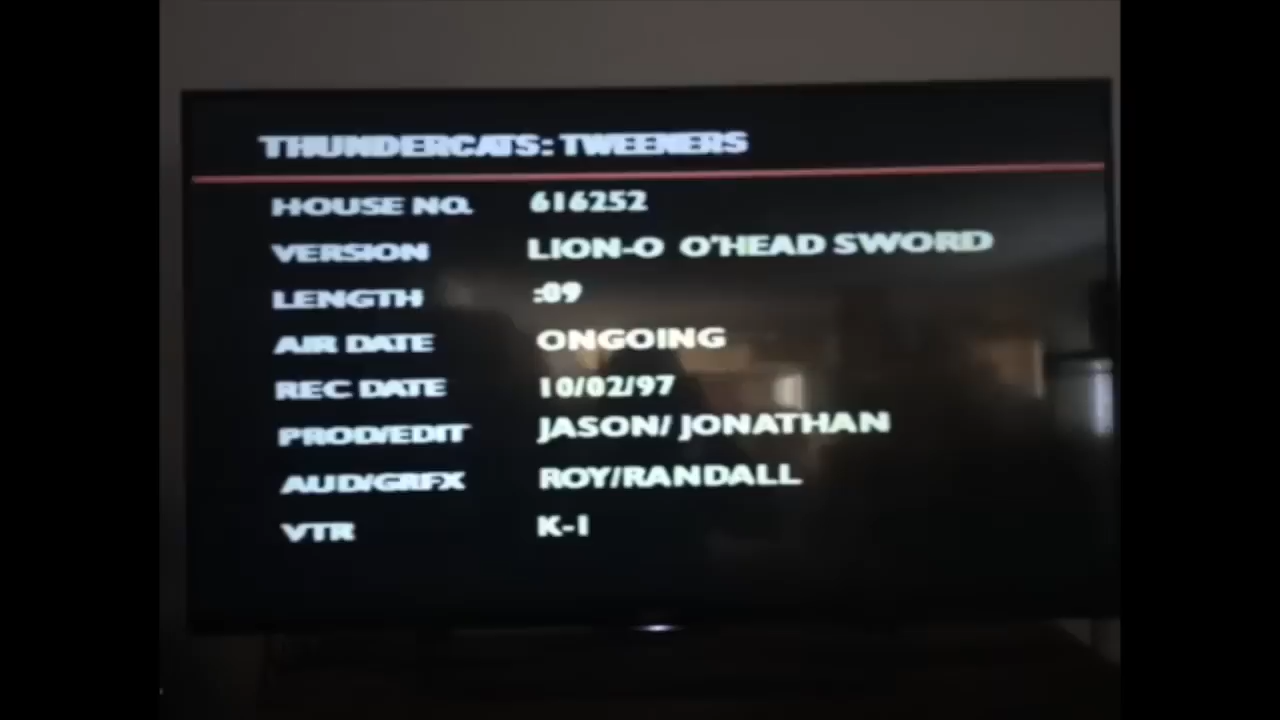 THUNDERCATS: TWEENERS
HOUSE NO. 616252
VERSION LION-O O'HEAD SWORD
LENGTH :09
AIR DATE ONGOING
REC DATE 10/02/97
PROD/EDIT JASON/ JONATHAN
AUD/GRFX ROY/RANDALL
VTR K-1